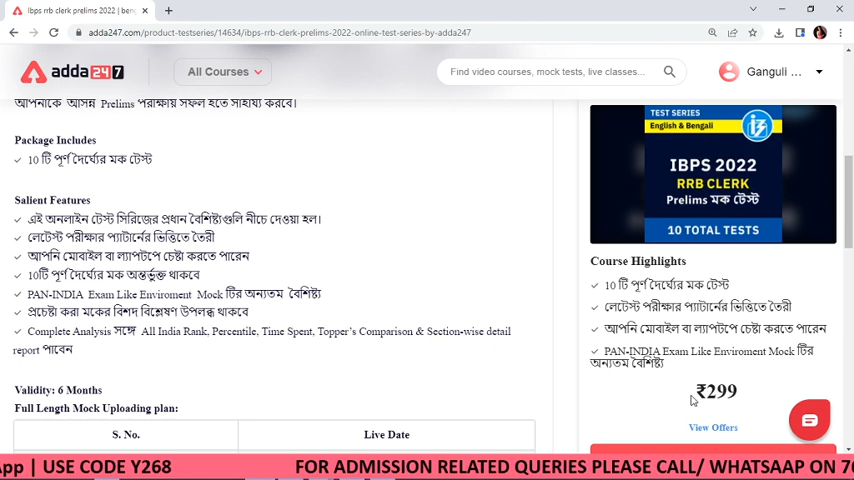 Ibps rrb clerk prelims 2022 | ben
adda247.com/product-testseries/14634/ibps-rrb-clerk-prelims-2022-online-test-series-by-adda247
adda247
All Courses
Find video courses, mock tests, live classes...
Ganguli ...
আপনাকে আসন্ন Prelims পরীক্ষায় সফল হতে সাহায্য করবে।
Package Includes
10 টি পূর্ণ দৈর্ঘ্যের মক টেস্ট
Salient Features
এই অনলাইন টেস্ট সিরিজের প্রধান বৈশিষ্ট্যগুলি নীচে দেওয়া হল।
লেটেস্ট পরীক্ষার প্যাটার্নের ভিত্তিতে তৈরী
আপনি মোবাইল বা ল্যাপটপে চেষ্টা করতে পারেন
10টি পূর্ণ দৈর্ঘ্যের মক অন্তর্ভুক্ত থাকবে
PAN-INDIA Exam Like Enviroment Mock টির অন্যতম বৈশিষ্ট্য
প্রচেষ্টা করা মকের বিশদ বিশ্লেষণ উপলব্ধ থাকবে
Complete Analysis সঙ্গে All India Rank, Percentile, Time Spent, Topper's Comparison & Section-wise detail
report পাবেন
Validity: 6 Months
Full Length Mock Uploading plan:
S. No. Live Date
TEST SERIES
English & Bengali
IBPS 2022
RRB CLERK
Prelims মক টেস্ট
10 TOTAL TESTS
Course Highlights
10 টি পূর্ণ দৈর্ঘ্যের মক টেস্ট
লেটেস্ট পরীক্ষার প্যাটার্নের ভিত্তিতে তৈরী
আপনি মোবাইল বা ল্যাপটপে চেষ্টা করতে পারেন
PAN-INDIA Exam Like Enviroment Mock টির
অন্যতম বৈশিষ্ট্য
₹299
View Offers
App | USE CODE Y268 FOR ADMISSION RELATED QUERIES PLEASE CALL/ WHATSAAP ON 70